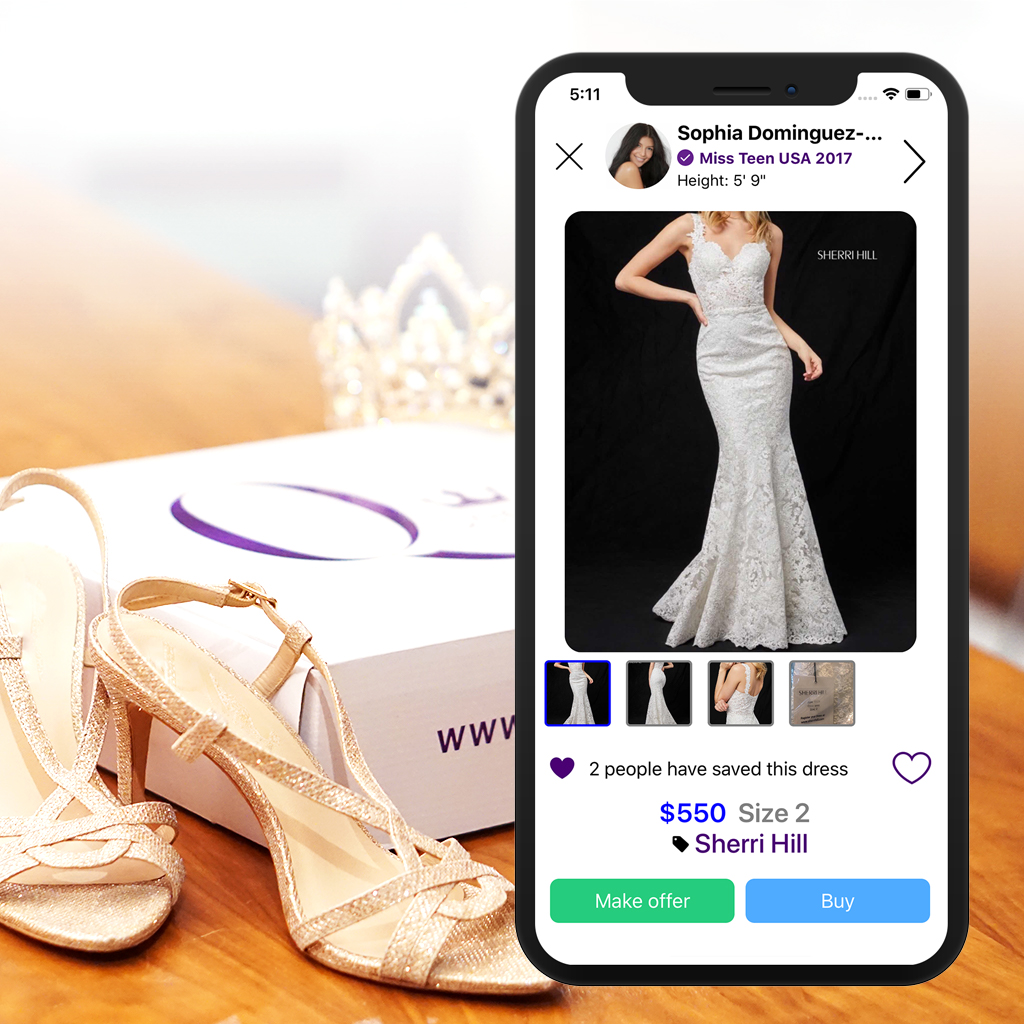 5:11
Sophia Dominguez-...
Miss Teen USA 2017
Height: 5' 9"
SHERRI HILL
2 people have saved this dress
$550 Size 2
Sherri Hill
Make offer
Buy
www